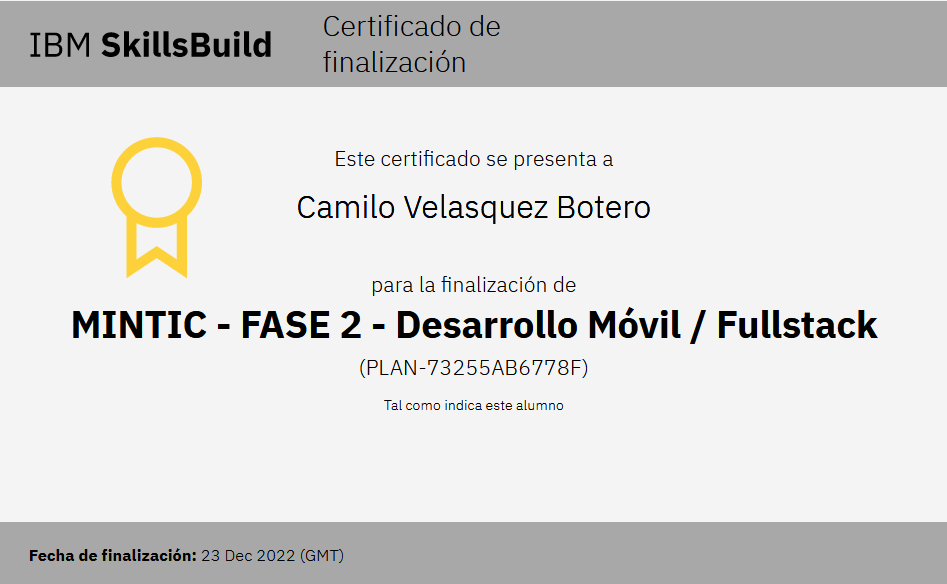 IBM SkillsBuild
Certificado de
finalización
Este certificado se presenta a
Camilo Velasquez Botero
para la finalización de
MINTIC - FASE 2 - Desarrollo Móvil / Fullstack
(PLAN-73255AB6778F)
Tal como indica este alumno
Fecha de finalización: 23 Dec 2022 (GMT)